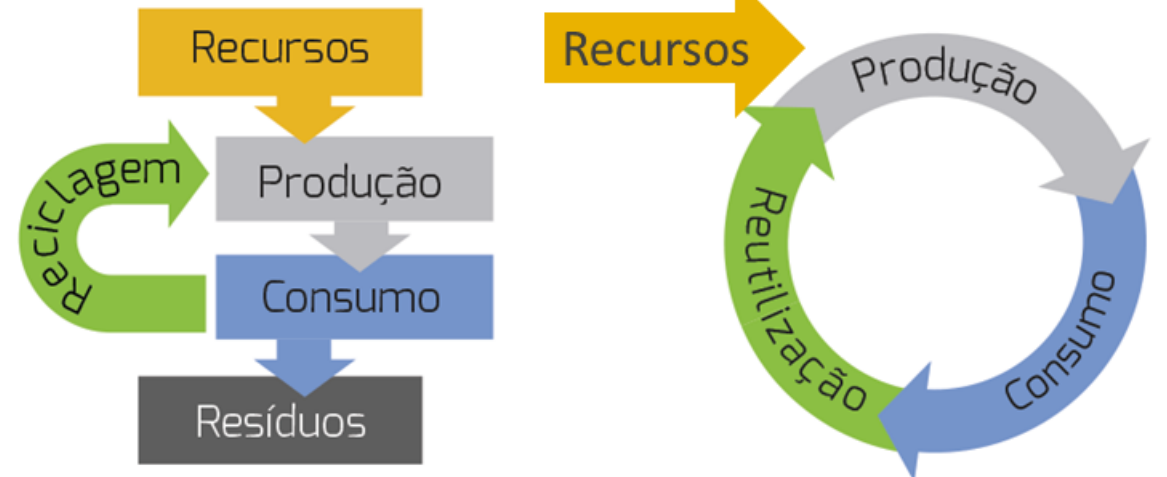 Recursos
Reciclagem
Produção
Consumo
Resíduos
Recursos
Produção
Consumo
Reutilização